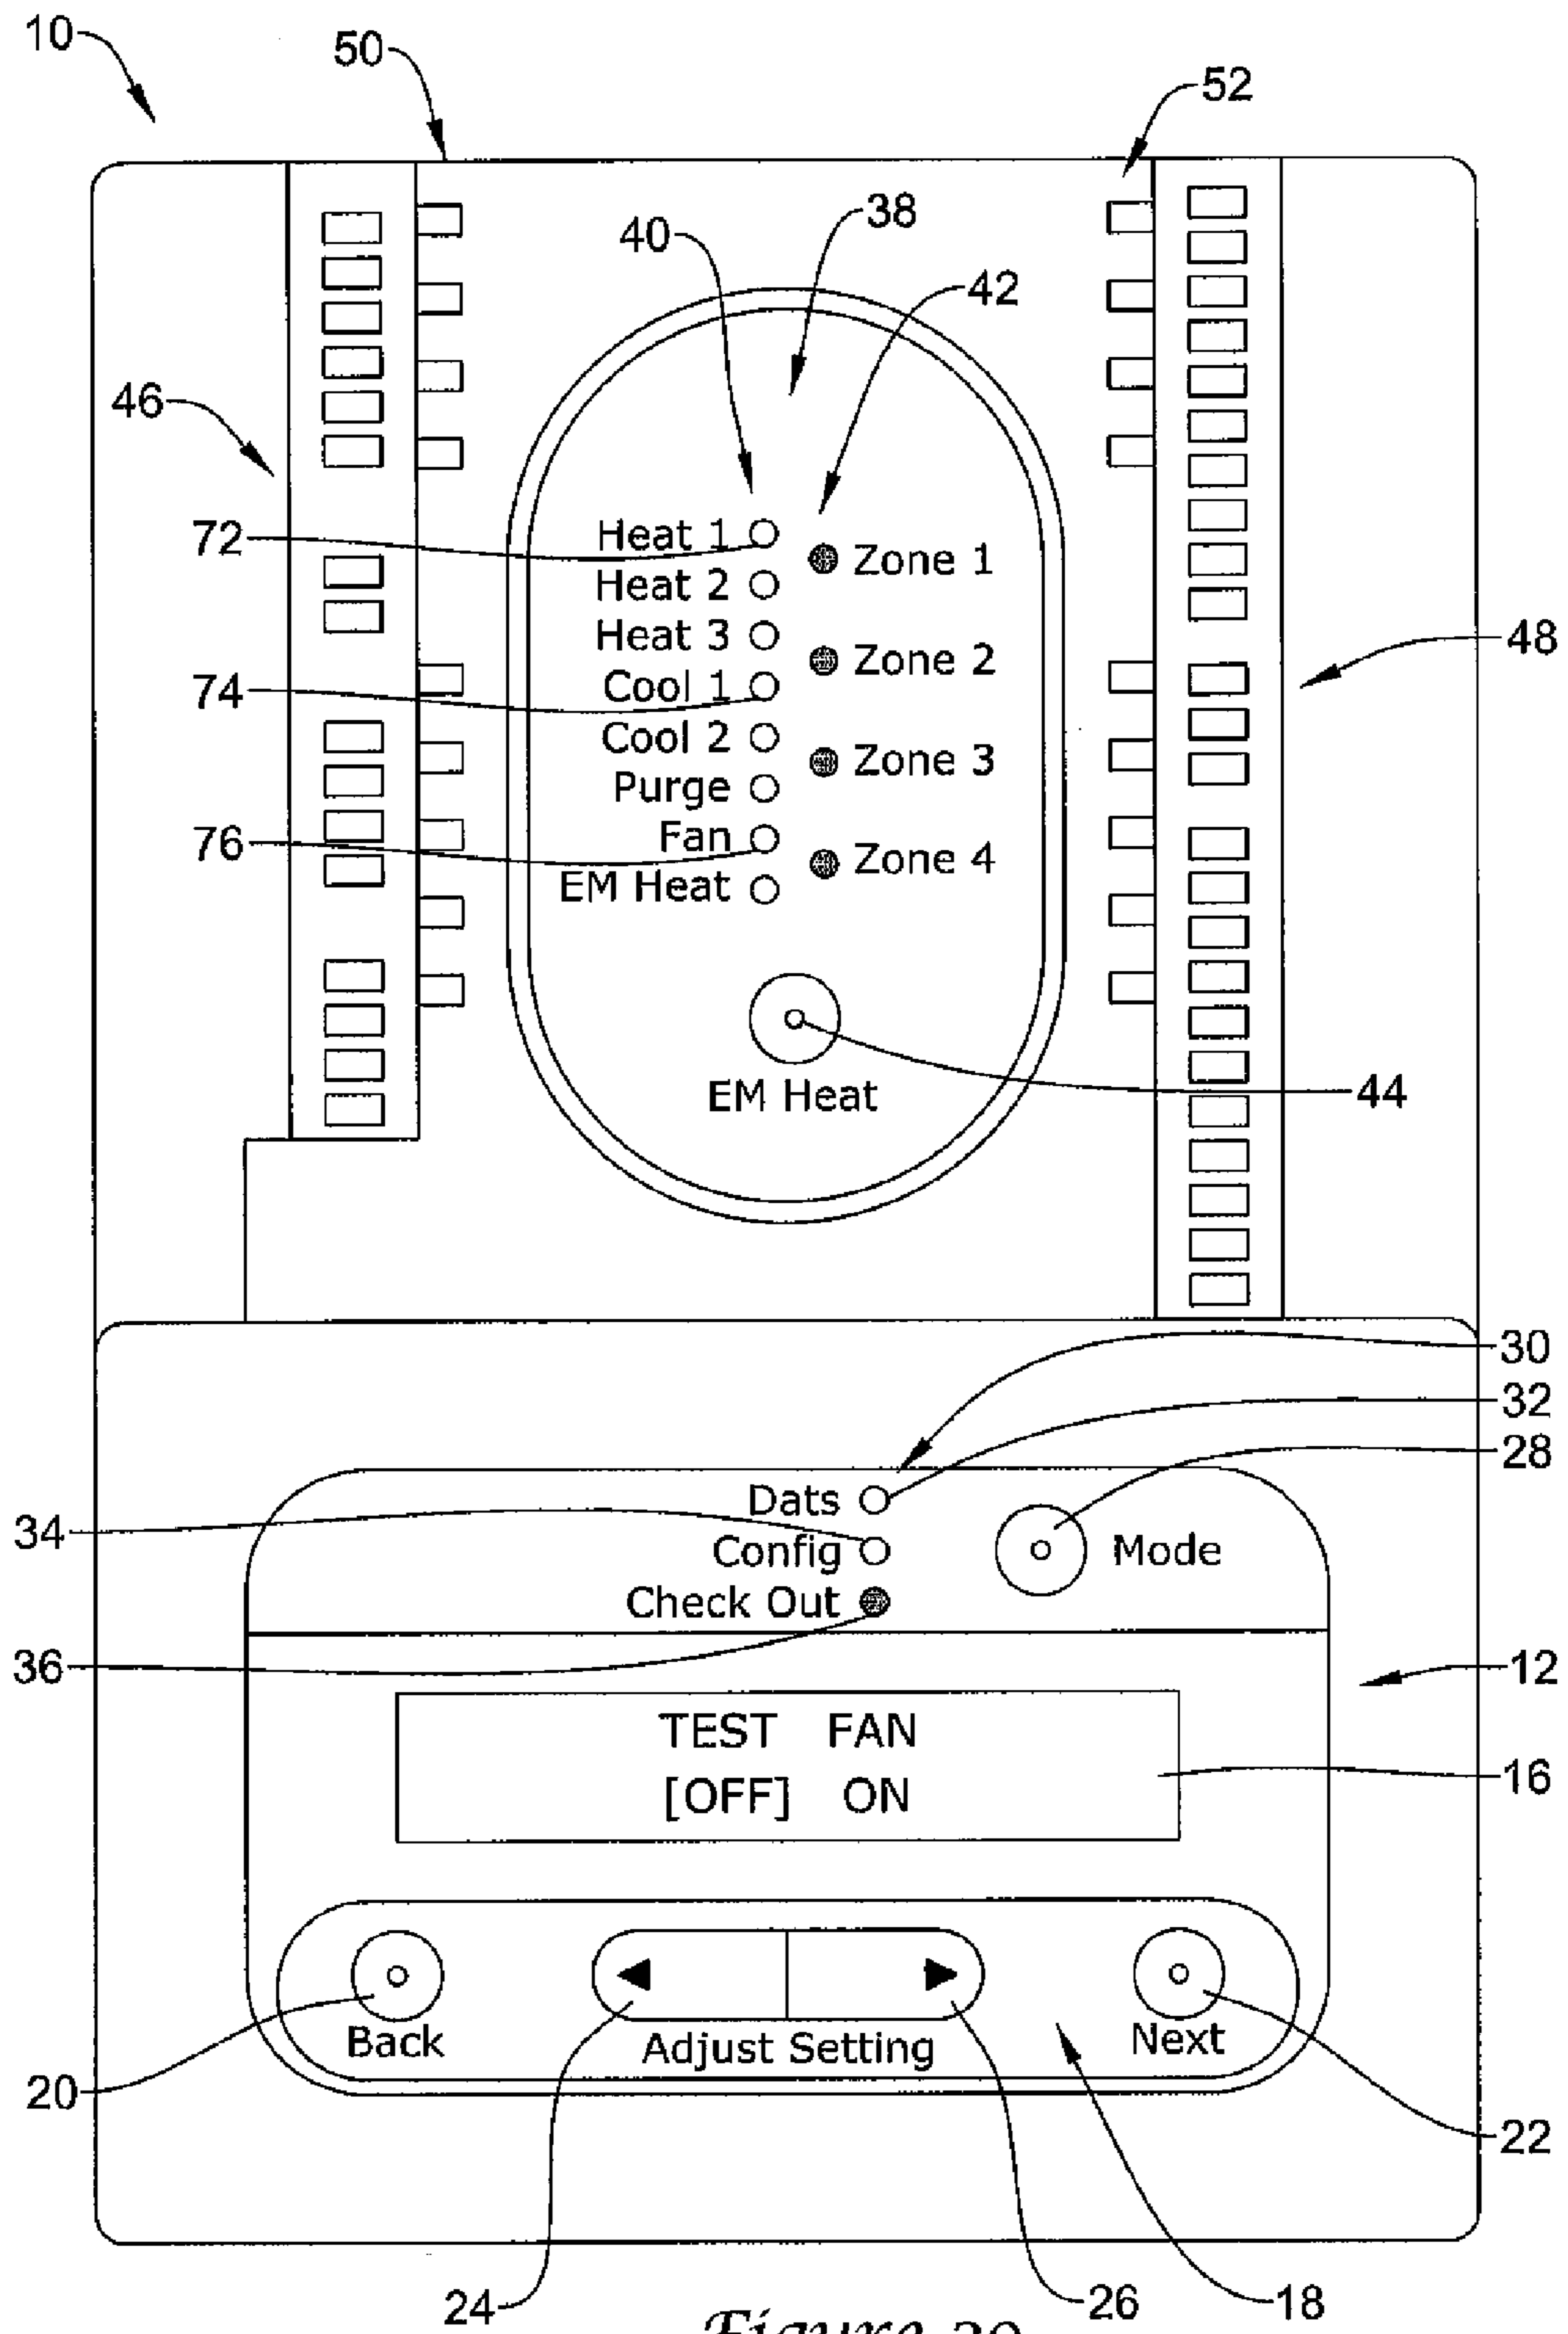 10
50
52
38
40
42
46
72
Heat 1
Zone 1
Heat 2
Heat 3
Zone 2
48
74
Cool 1
Cool 2
Zone 3
Purge
76
Fan
Zone 4
EM Heat
44
EM Heat
30
32
28
Dats
34
Config
Mode
Check Out
36
12
TEST FAN
[OFF] ON
16
Back
Adjust Setting
Next
20
22
24
26
18
Figure